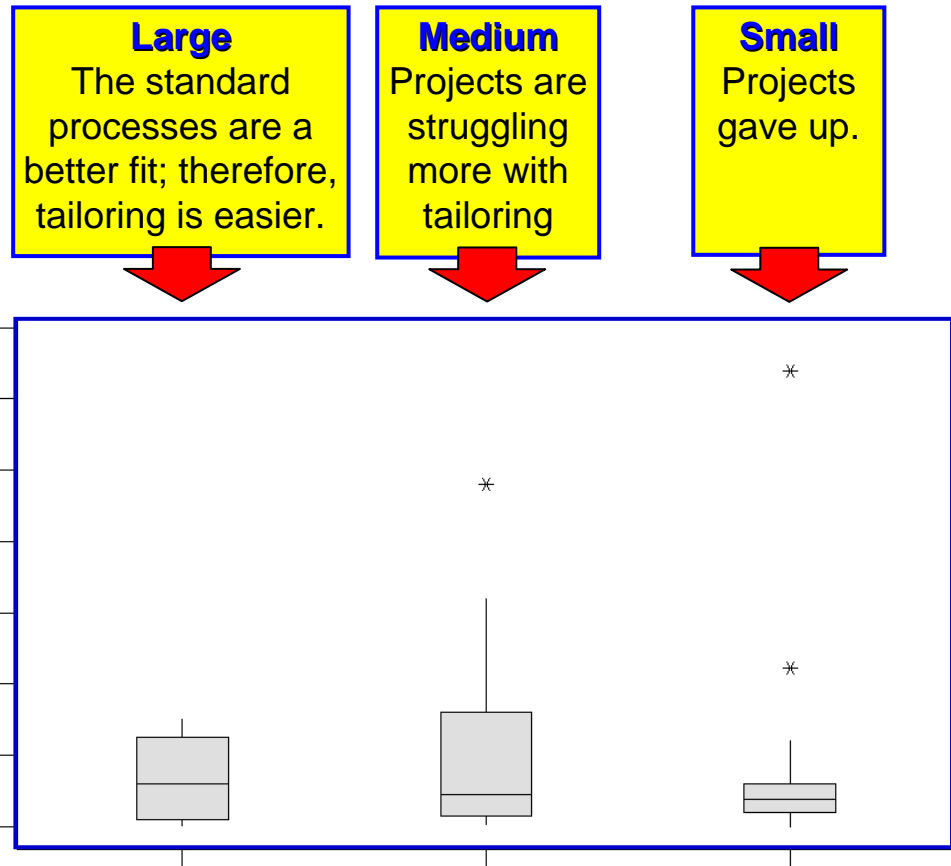 Large
The standard
processes are a
better fit; therefore,
tailoring is easier.
Medium
Projects are
struggling
more with
tailoring
Small
Projects
gave up.